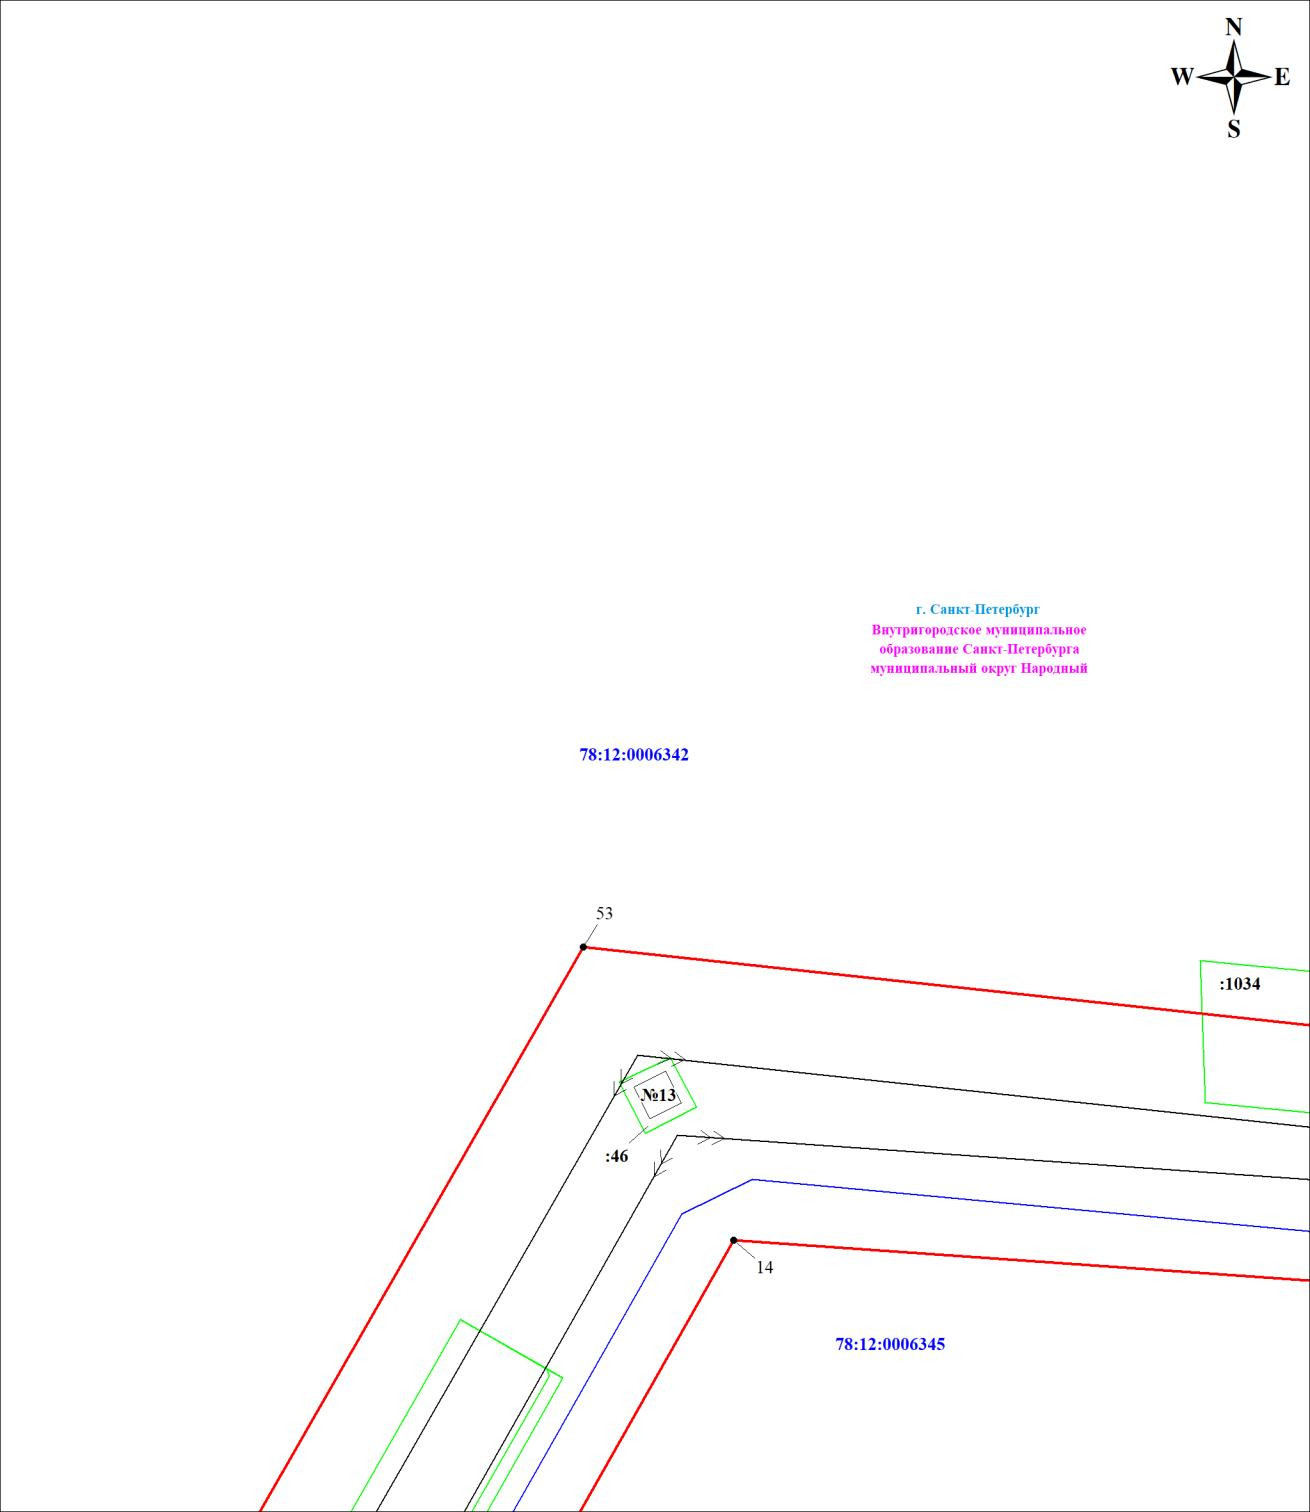 N
W E
S
г. Санкт-Петербург
Внутригородское муниципальное
образование Санкт-Петербурга
муниципальный округ Народный
78:12:0006342
53
:1034
№13
:46
14
78:12:0006345